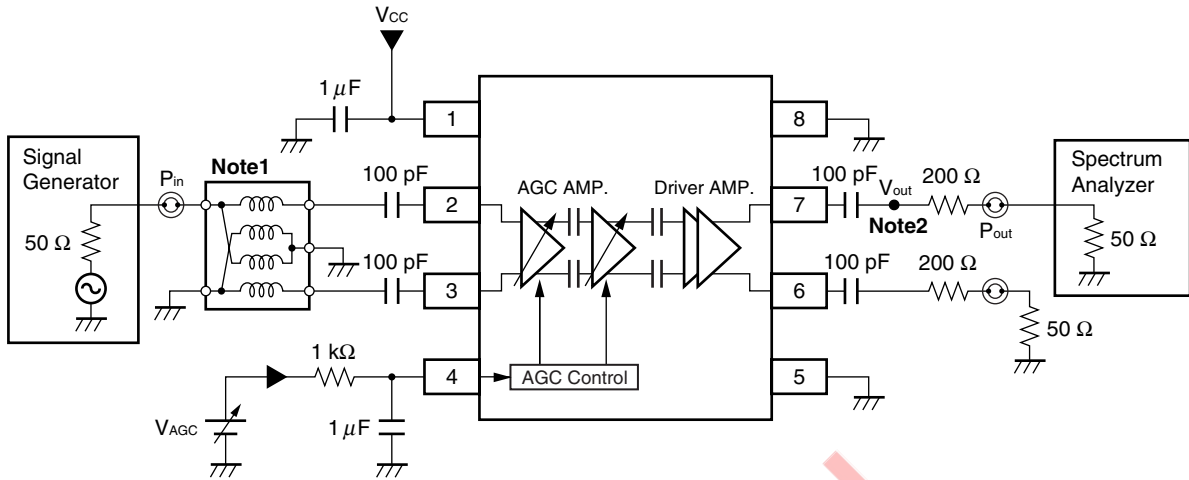 VCC
1 μF
1
8
Signal
Generator
Pin
Note1
100 pF
2
AGC AMP.
Driver AMP.
7
100 pF
Vout
Note2
200 Ω
Pout
Spectrum
Analyzer
50 Ω
50 Ω
100 pF
3
6
100 pF
200 Ω
50 Ω
1 kΩ
4
AGC Control
5
VAGC
1 μF